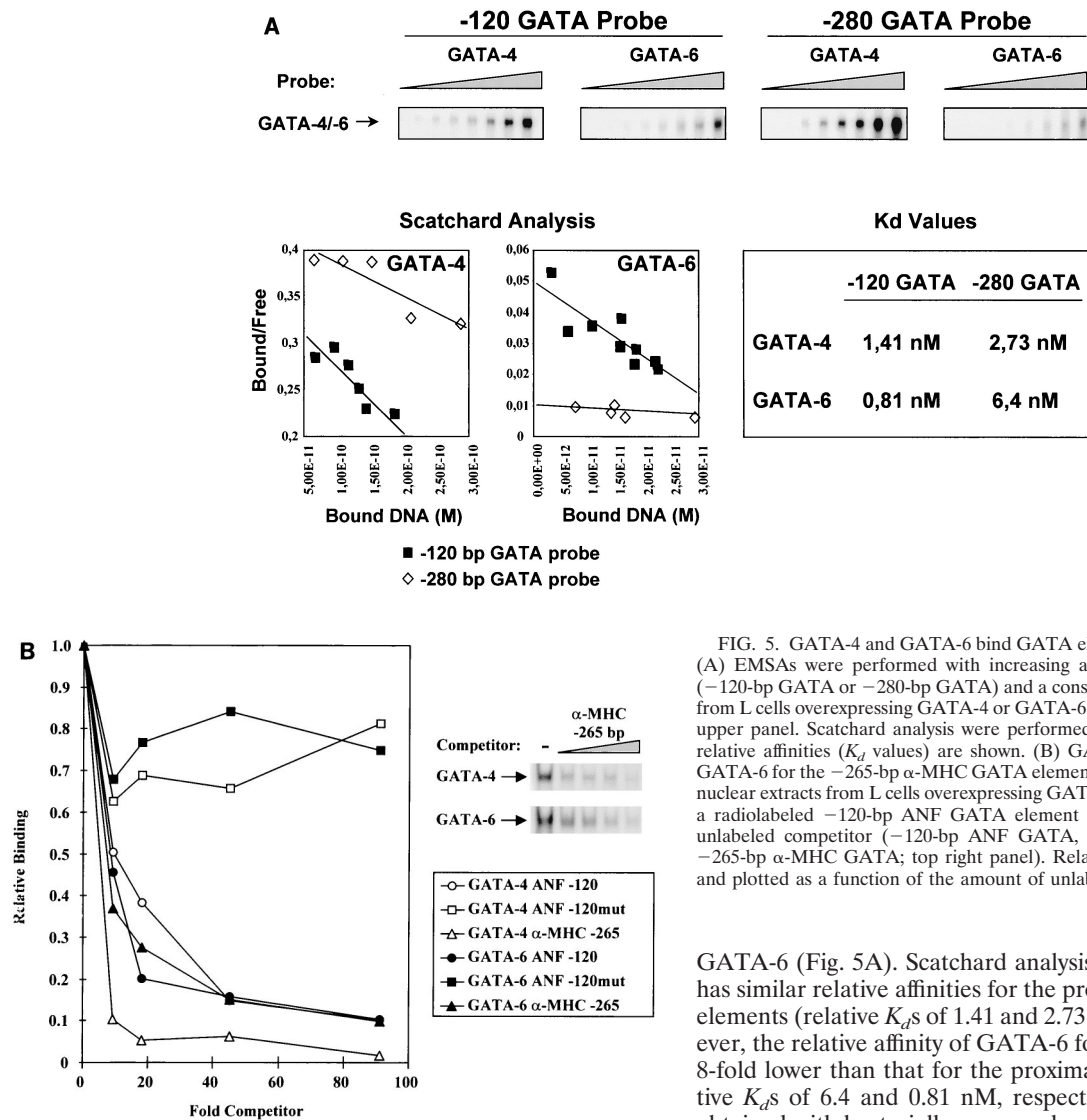 A
-120 GATA Probe
-280 GATA Probe
GATA-4
GATA-6
GATA-4
GATA-6
Probe:
GATA-4/-6
Scatchard Analysis
Kd Values
0,4
0,35
0,3
0,25
0,2
Bound/Free
GATA-4
5,00E-11
1,00E-10
1,50E-10
2,00E-10
2,50E-10
3,00E-10
Bound DNA (M)
0,06
0,05
0,04
0,03
0,02
0,01
0
GATA-6
0,00E+00
5,00E-12
1,00E-11
1,50E-11
2,00E-11
2,50E-11
3,00E-11
Bound DNA (M)
-120 GATA -280 GATA
GATA-4 1,41 nM 2,73 nM
GATA-6 0,81 nM 6,4 nM
-120 bp GATA probe
-280 bp GATA probe
B
1.0
0.9
0.8
0.7
0.6
0.5
0.4
0.3
0.2
0.1
0
Relative Binding
0 20 40 60 80 100
Fold Competitor
α-MHC
-265 bp
Competitor: -
GATA-4
GATA-6
GATA-4 ANF -120
GATA-4 ANF -120mut
GATA-4 α-MHC -265
GATA-6 ANF -120
GATA-6 ANF -120mut
GATA-6 α-MHC -265
FIG. 5. GATA-4 and GATA-6 bind GATA e
(A) EMSAs were performed with increasing a
(−120-bp GATA or −280-bp GATA) and a cons
from L cells overexpressing GATA-4 or GATA-6
upper panel. Scatchard analysis were performed
relative affinities (Kd values) are shown. (B) GA
GATA-6 for the −265-bp α-MHC GATA elemen
nuclear extracts from L cells overexpressing GAT
a radiolabeled −120-bp ANF GATA element
unlabeled competitor (−120-bp ANF GATA,
−265-bp α-MHC GATA; top right panel). Rela
and plotted as a function of the amount of unlab
GATA-6 (Fig. 5A). Scatchard analysis
has similar relative affinities for the pro
elements (relative Kds of 1.41 and 2.73
ever, the relative affinity of GATA-6 fo
8-fold lower than that for the proxima
tive Kds of 6.4 and 0.81 nM, respect